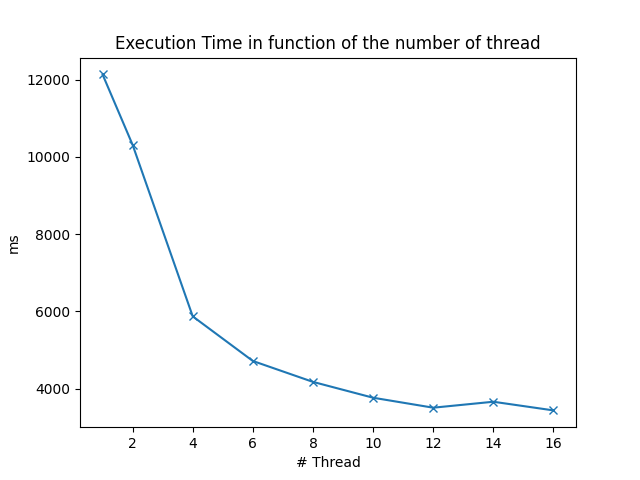 Execution Time in function of the number of thread
12000
10000
8000
6000
4000
ms
2 4 6 8 10 12 14 16
# Thread